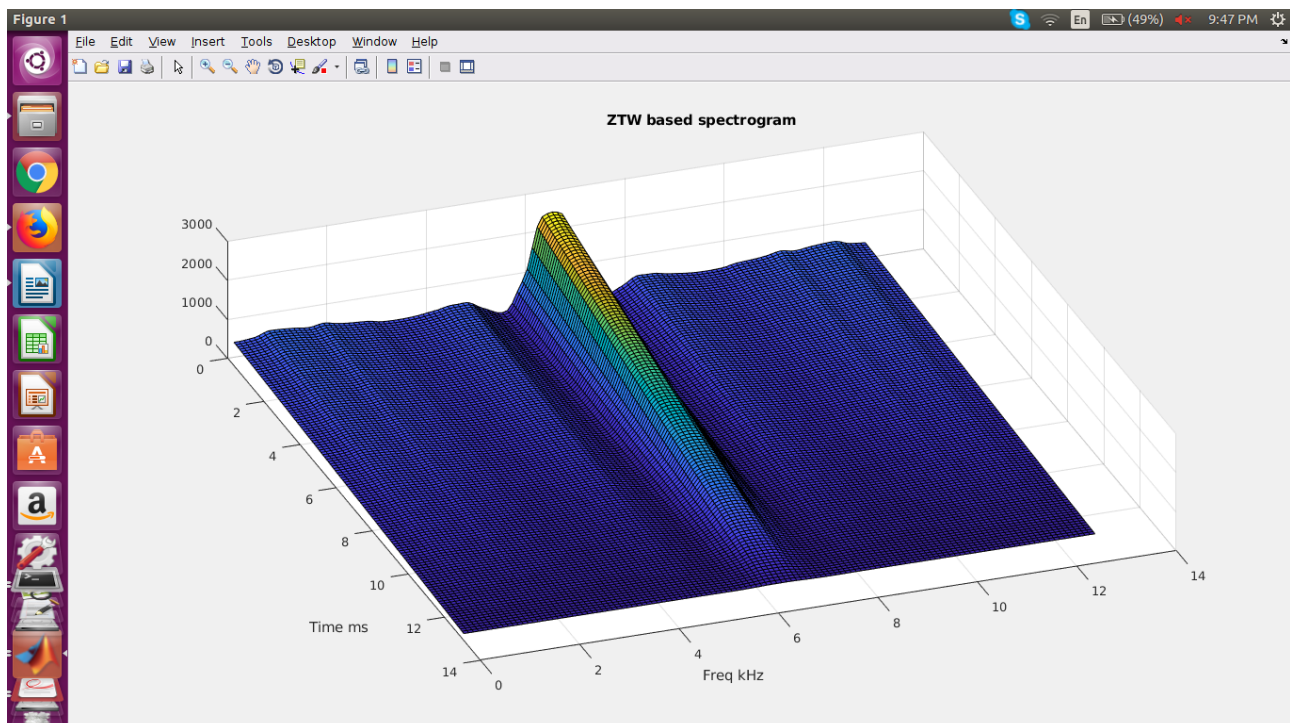 Figure 1
S En (49%) 9:47 PM
File Edit View Insert Tools Desktop Window Help
ZTW based spectrogram
3000
2000
1000
0
0
2
4
6
8
10
12
14
Time ms
0
2
4
6
8
10
12
14
Freq kHz
A
a